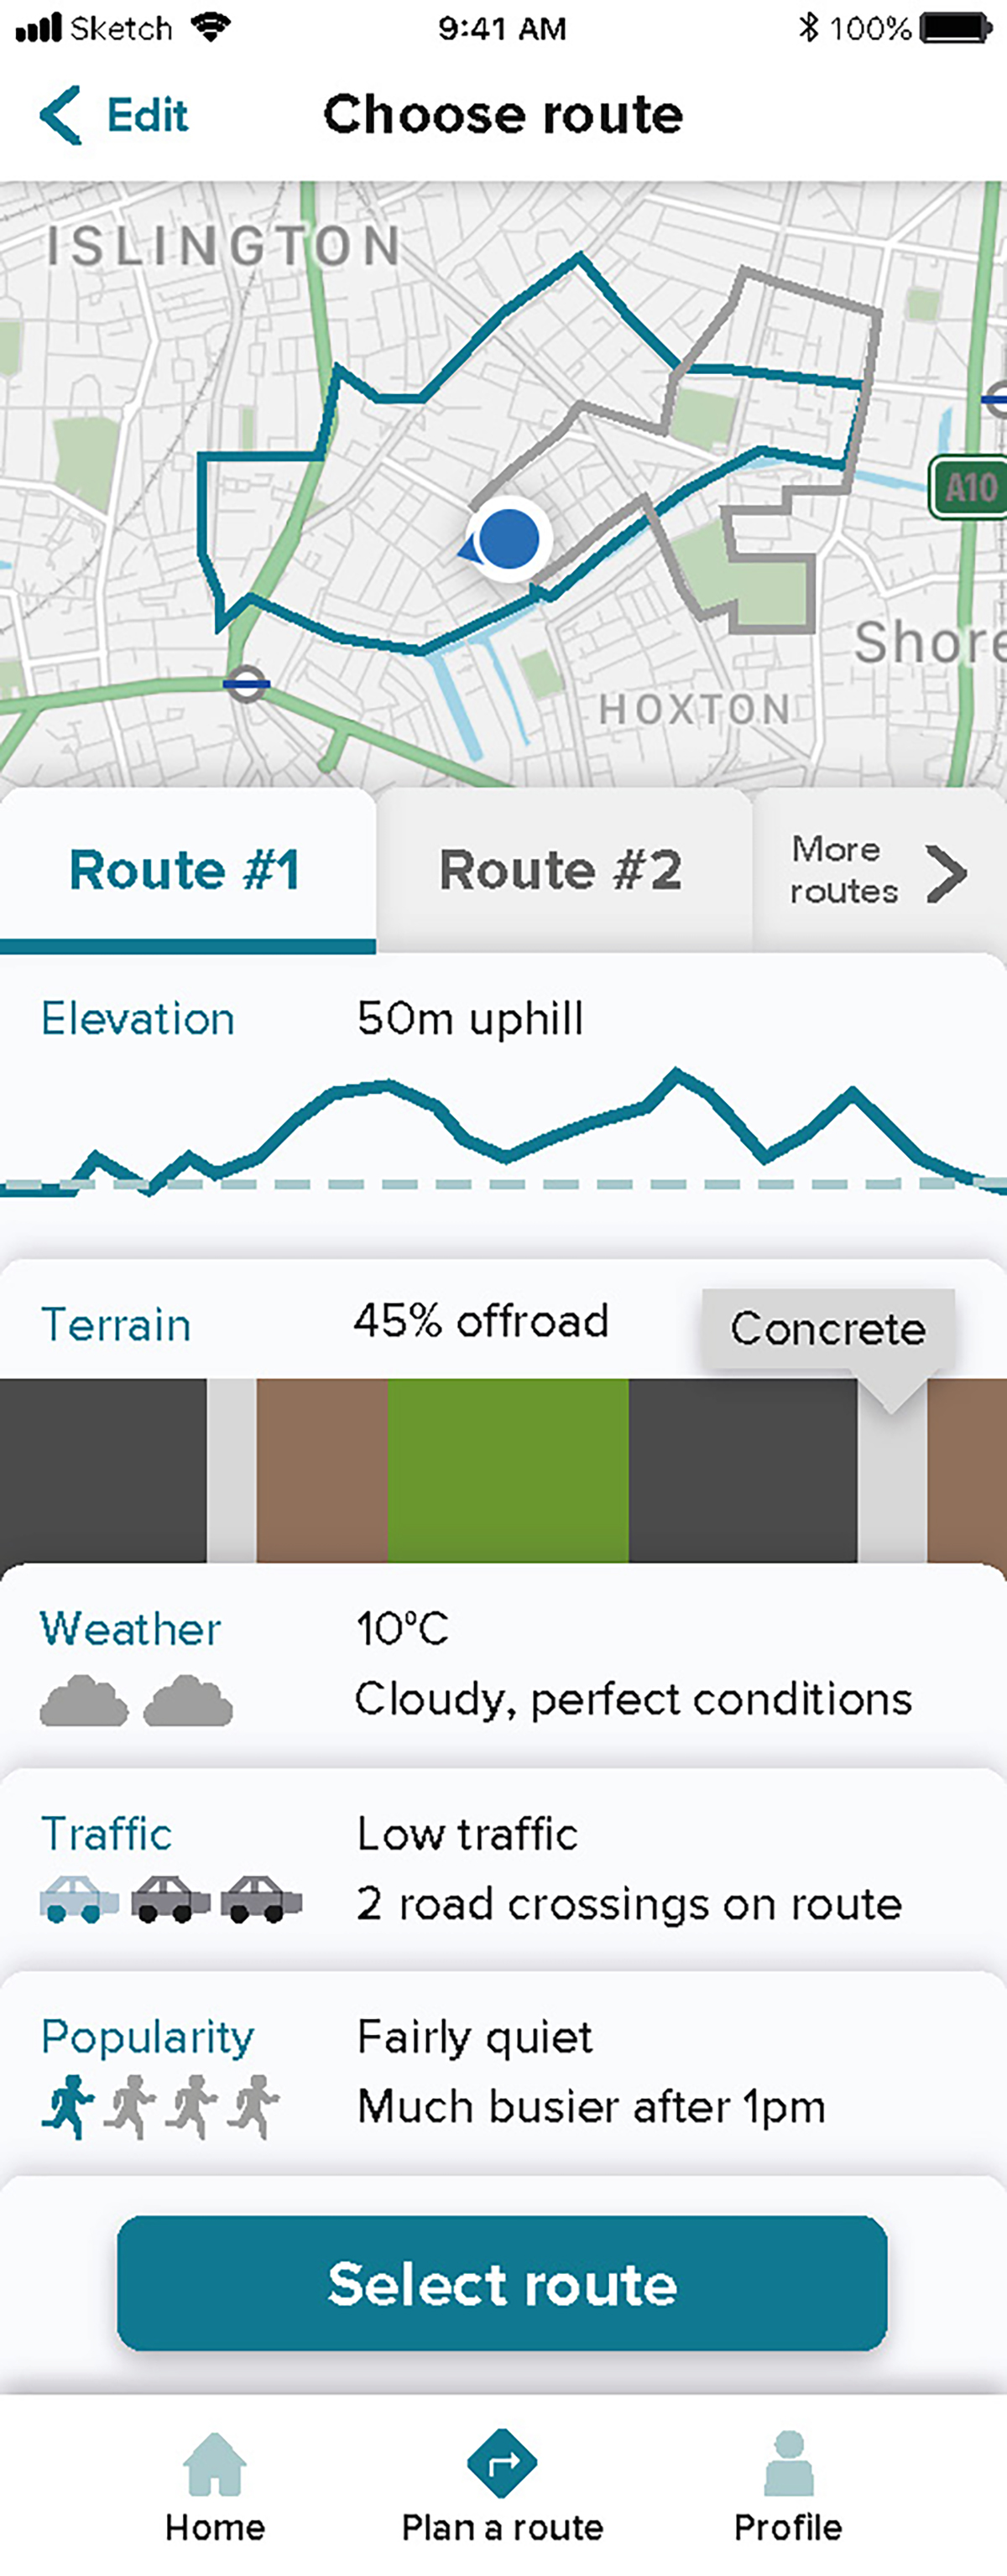 Sketch 9:41 AM 100%
Edit Choose route
ISLINGTON
A10
Shore
HOXTON
Route #1 Route #2 More routes
Elevation 50m uphill
Terrain 45% offroad Concrete
Weather 10°C
Cloudy, perfect conditions
Traffic Low traffic
2 road crossings on route
Popularity Fairly quiet
Much busier after 1pm
Select route
Home Plan a route Profile